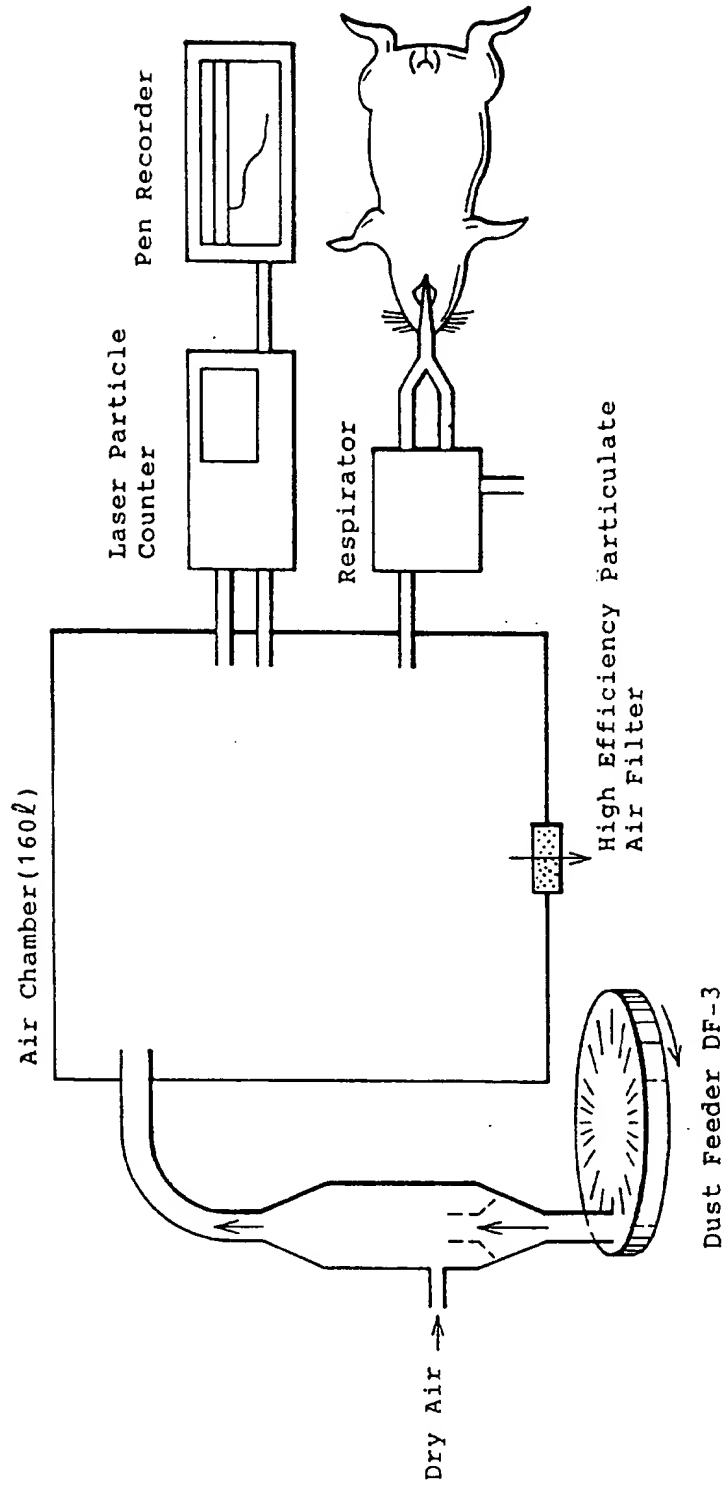 Air Chamber(160ℓ)
Laser Particle
Counter
Pen Recorder
Respirator
High Efficiency Particulate
Air Filter
Dry Air
Dust Feeder DF-3